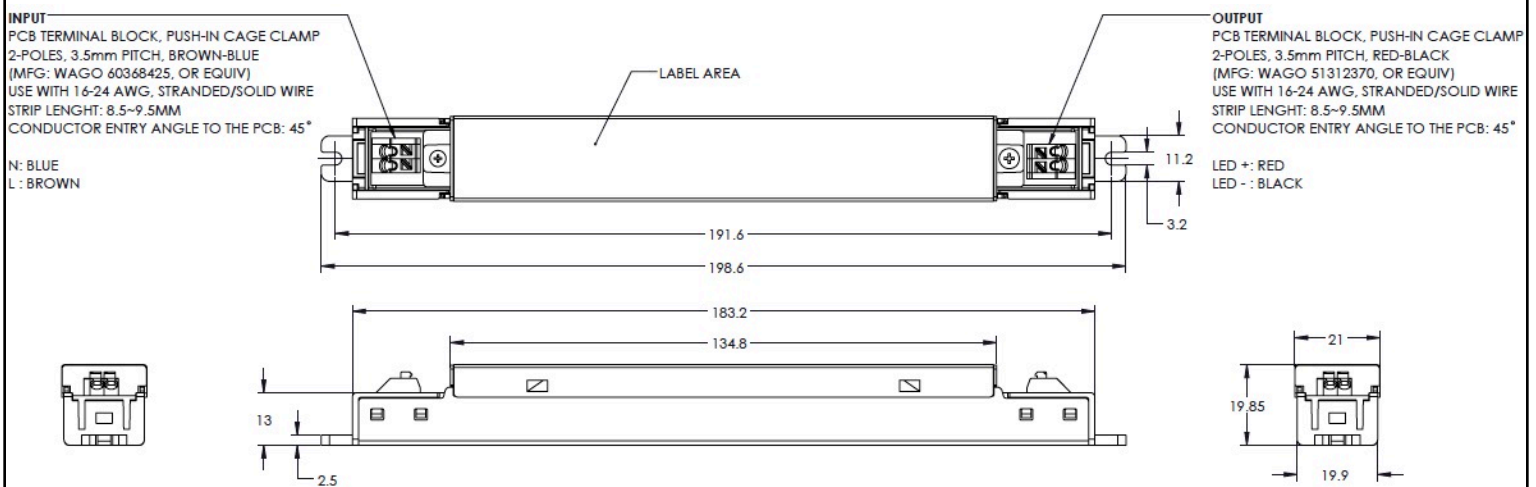 INPUT
PCB TERMINAL BLOCK, PUSH-IN CAGE CLAMP
2-POLES, 3.5mm PITCH, BROWN-BLUE
(MFG: WAGO 60368425, OR EQUIV)
USE WITH 16-24 AWG, STRANDED/SOLID WIRE
STRIP LENGHT: 8.5~9.5MM
CONDUCTOR ENTRY ANGLE TO THE PCB: 45°
N: BLUE
L : BROWN
LABEL AREA
OUTPUT
PCB TERMINAL BLOCK, PUSH-IN CAGE CLAMP
2-POLES, 3.5mm PITCH, RED-BLACK
(MFG: WAGO 51312370, OR EQUIV)
USE WITH 16-24 AWG, STRANDED/SOLID WIRE
STRIP LENGHT: 8.5~9.5MM
CONDUCTOR ENTRY ANGLE TO THE PCB: 45°
LED +: RED
LED - : BLACK
11.2
3.2
191.6
198.6
183.2
134.8
13
2.5
21
19.85
19.9